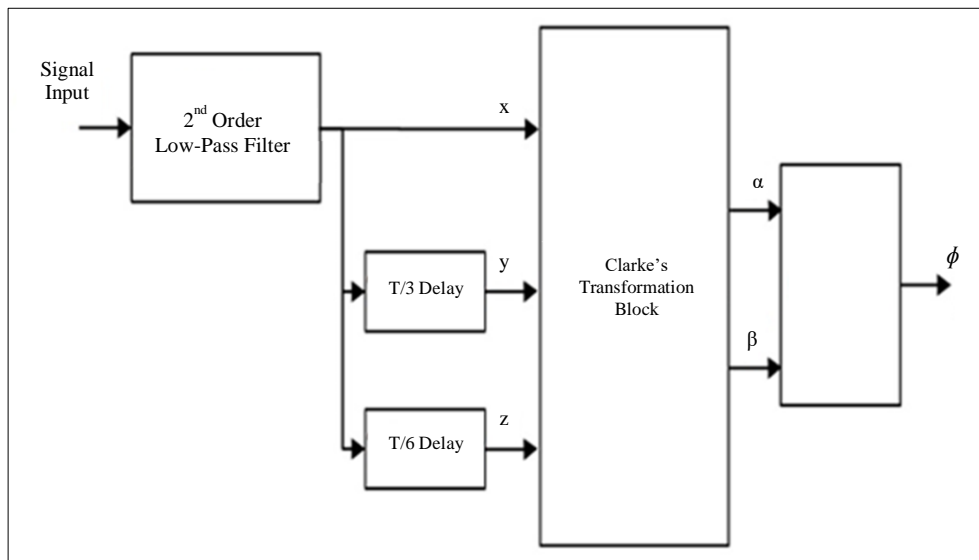 Signal
Input
2nd Order
Low-Pass Filter
x
T/3 Delay
y
T/6 Delay
z
Clarke's
Transformation
Block
α
β
ϕ